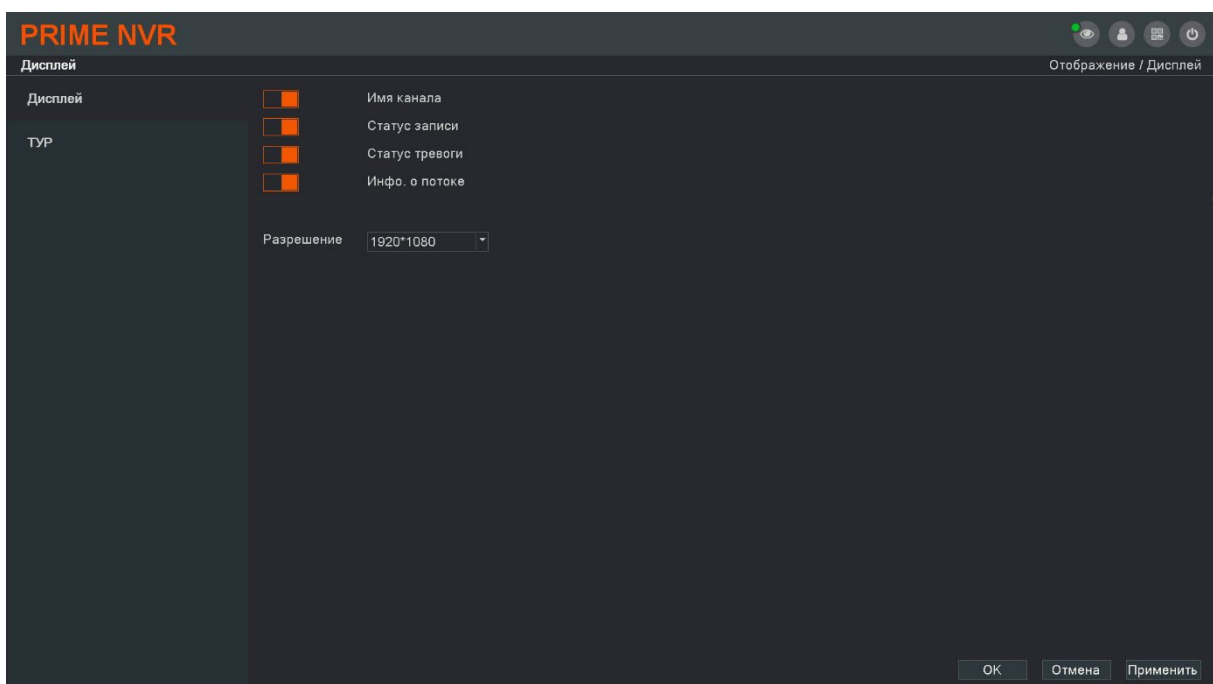 PRIME NVR
Дисплей
Отображение / Дисплей
Дисплей
ТУР
Имя канала
Статус записи
Статус тревоги
Инфо. о потоке
Разрешение 1920*1080
OK Отмена Применить